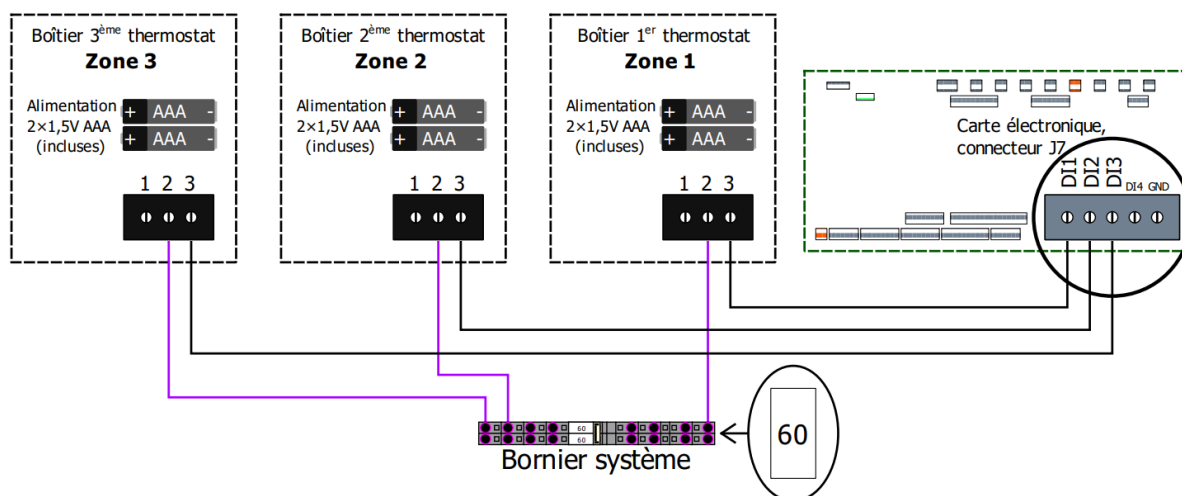 Boîtier 3ème thermostat
Zone 3
Alimentation
2×1,5V AAA
(incluses)
+ AAA -
+ AAA -
1 2 3
Boîtier 2ème thermostat
Zone 2
Alimentation
2×1,5V AAA
(incluses)
+ AAA -
+ AAA -
1 2 3
Boîtier 1er thermostat
Zone 1
Alimentation
2×1,5V AAA
(incluses)
+ AAA -
+ AAA -
1 2 3
Carte électronique,
connecteur J7
DI1 DI2 DI3 DI4 GND
60
60
Bornier système
60